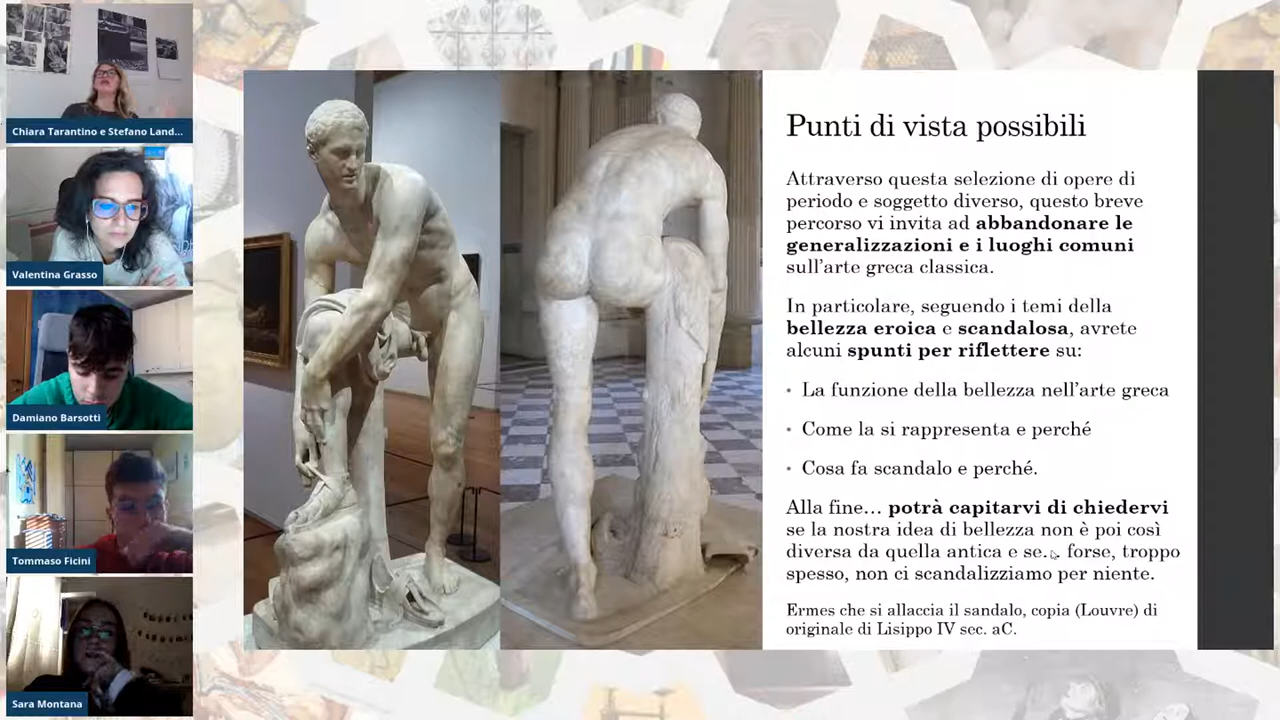 Chiara Tarantino e Stefano Land...
Valentina Grasso
Damiano Barsotti
Tommaso Ficini
Sara Montana
Punti di vista possibili
Attraverso questa selezione di opere di
periodo e soggetto diverso, questo breve
percorso vi invita ad abbandonare le
generalizzazioni e i luoghi comuni
sull'arte greca classica.
In particolare, seguendo i temi della
bellezza eroica e scandalosa, avrete
alcuni spunti per riflettere su:
• La funzione della bellezza nell'arte greca
• Come la si rappresenta e perché
• Cosa fa scandalo e perché.
Alla fine… potrà capitarvi di chiedervi
se la nostra idea di bellezza non è poi così
diversa da quella antica e se… forse, troppo
spesso, non ci scandalizziamo per niente.
Ermes che si allaccia il sandalo, copia (Louvre) di
originale di Lisippo IV sec. aC.